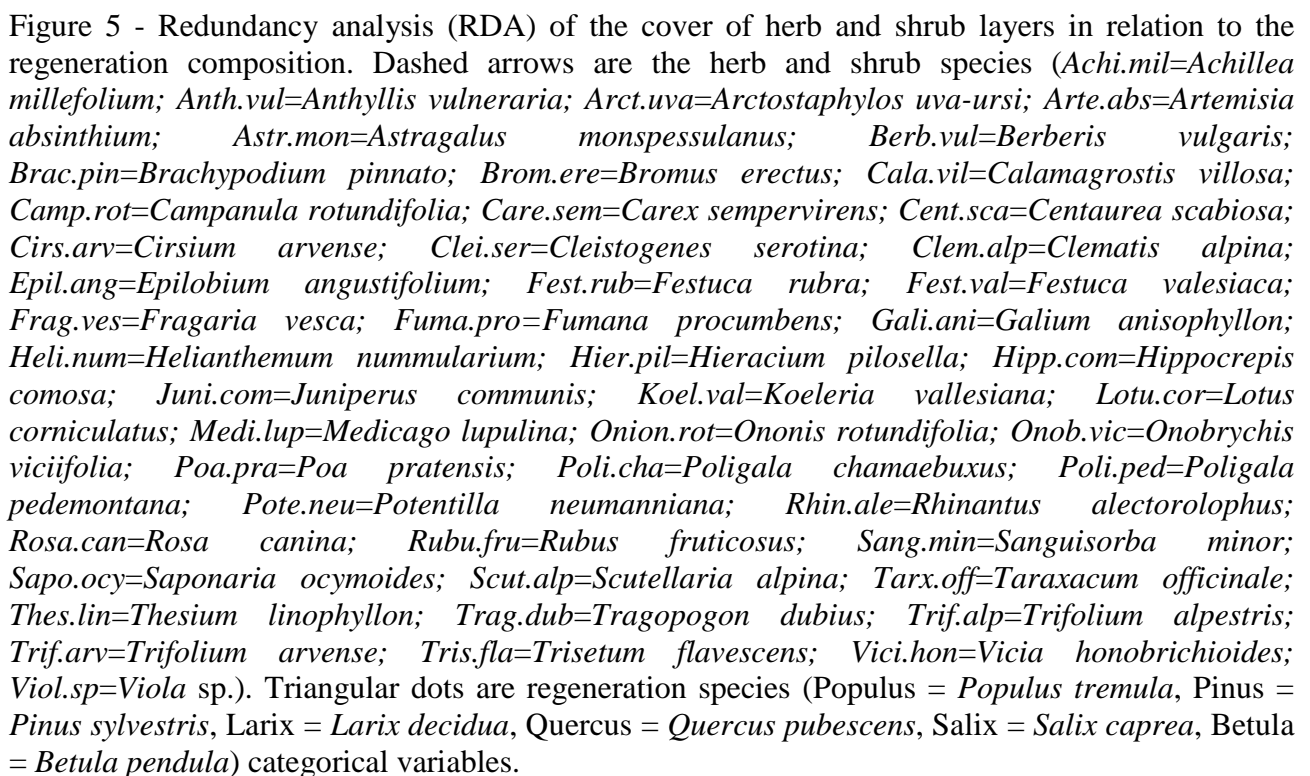 Figure 5 - Redundancy analysis (RDA) of the cover of herb and shrub layers in relation to the
regeneration composition. Dashed arrows are the herb and shrub species (Achi.mil=Achillea
millefolium; Anth.vul=Anthyllis vulneraria; Arct.uva=Arctostaphylos uva-ursi; Arte.abs=Artemisia
absinthium; Astr.mon=Astragalus monspessulanus; Berb.vul=Berberis vulgaris;
Brac.pin=Brachypodium pinnato; Brom.ere=Bromus erectus; Cala.vil=Calamagrostis villosa;
Camp.rot=Campanula rotundifolia; Care.sem=Carex sempervirens; Cent.sca=Centaurea scabiosa;
Cirs.arv=Cirsium arvense; Clei.ser=Cleistogenes serotina; Clem.alp=Clematis alpina;
Epil.ang=Epilobium angustifolium; Fest.rub=Festuca rubra; Fest.val=Festuca valesiaca;
Frag.ves=Fragaria vesca; Fuma.pro=Fumana procumbens; Gali.ani=Galium anisophyllon;
Heli.num=Helianthemum nummularium; Hier.pil=Hieracium pilosella; Hipp.com=Hippocrepis
comosa; Juni.com=Juniperus communis; Koel.val=Koeleria vallesiana; Lotu.cor=Lotus
corniculatus; Medi.lup=Medicago lupulina; Onion.rot=Ononis rotundifolia; Onob.vic=Onobrychis
viciifolia; Poa.pra=Poa pratensis; Poli.cha=Poligala chamaebuxus; Poli.ped=Poligala
pedemontana; Pote.neu=Potentilla neumanniana; Rhin.ale=Rhinantus alectorolophus;
Rosa.can=Rosa canina; Rubu.fru=Rubus fruticosus; Sang.min=Sanguisorba minor;
Sapo.ocy=Saponaria ocymoides; Scut.alp=Scutellaria alpina; Tarx.off=Taraxacum officinale;
Thes.lin=Thesium linophyllon; Trag.dub=Tragopogon dubius; Trif.alp=Trifolium alpestris;
Trif.arv=Trifolium arvense; Tris.fla=Trisetum flavescens; Vici.hon=Vicia honobrichioides;
Viol.sp=Viola sp.). Triangular dots are regeneration species (Populus = Populus tremula, Pinus =
Pinus sylvestris, Larix = Larix decidua, Quercus = Quercus pubescens, Salix = Salix caprea, Betula
= Betula pendula) categorical variables.